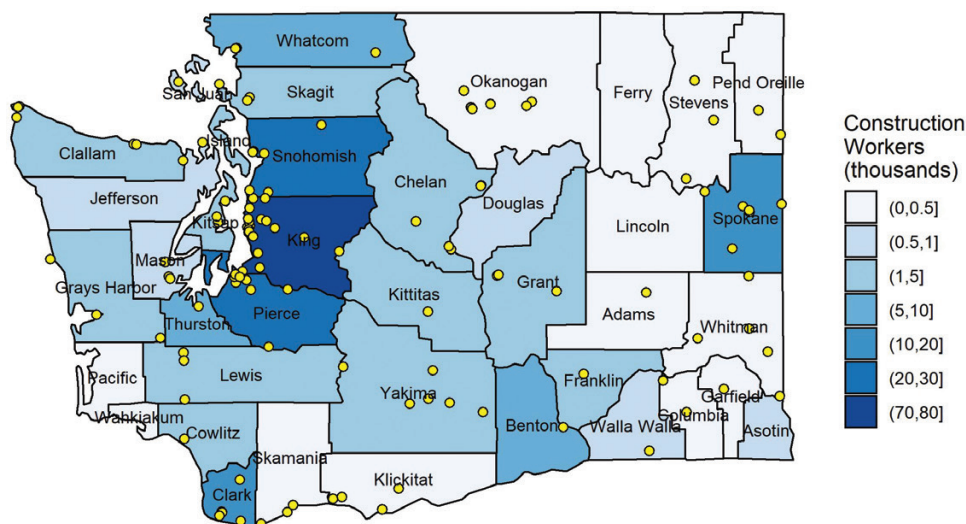 Whatcom
Okanogan
San Juan
Skagit
Ferry
Stevens
Pend Oreille
Island
Clallam
Snohomish
Chelan
Jefferson
Douglas
Kitsap
Spokane
Lincoln
King
Mason
Grays Harbor
Kittitas
Grant
Thurston
Pierce
Adams
Whitman
Pacific
Lewis
Yakima
Franklin
Garfield
Wahkiakum
Columbia
Cowlitz
Benton
Walla Walla
Asotin
Skamania
Klickitat
Clark
Construction
Workers
(thousands)
(0,0.5]
(0.5,1]
(1,5]
(5,10]
(10,20]
(20,30]
(70,80]